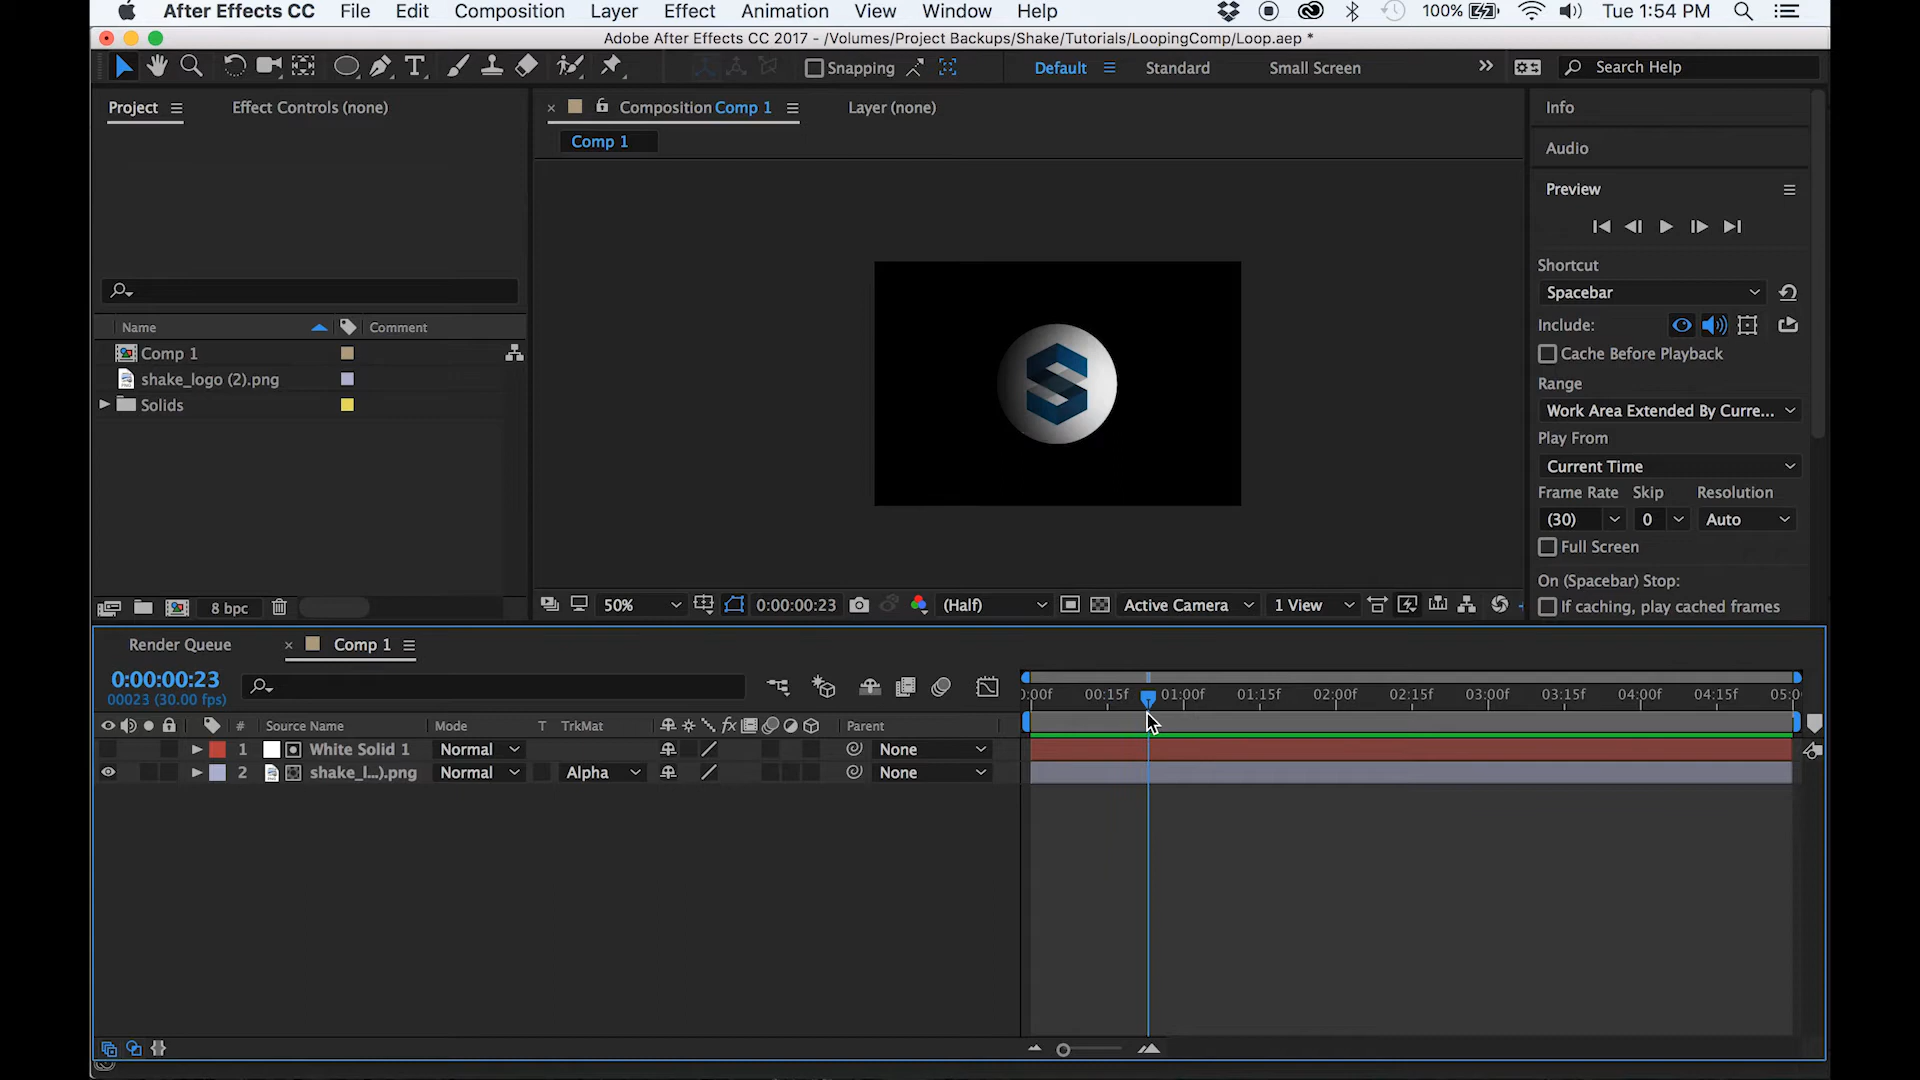 After Effects CC File Edit Composition Layer Effect Animation View Window Help 100% Tue 1:54 PM
Adobe After Effects CC 2017 - /Volumes/Project Backups/Shake/Tutorials/LoopingComp/Loop.aep *
Snapping Default Standard Small Screen Search Help
Project Effect Controls (none) Composition Comp 1 Layer (none) Info
Comp 1
Audio
Preview
Shortcut
Spacebar
Include:
Name Comment
Comp 1
Cache Before Playback
shake_logo (2).png
Range
Solids
Work Area Extended By Curre...
Play From
Current Time
Frame Rate Skip Resolution
(30) 0 Auto
Full Screen
On (Spacebar) Stop:
8 bpc 50% 0:00:00:23 (Half) Active Camera 1 View If caching, play cached frames
Render Queue Comp 1
0:00:00:23
00023 (30.00 fps)
0:00f 00:15f 01:00f 01:15f 02:00f 02:15f 03:00f 03:15f 04:00f 04:15f 05:0
# Source Name Mode T TrkMat fx Parent
1 White Solid 1 Normal None
2 shake_l...).png Normal Alpha None